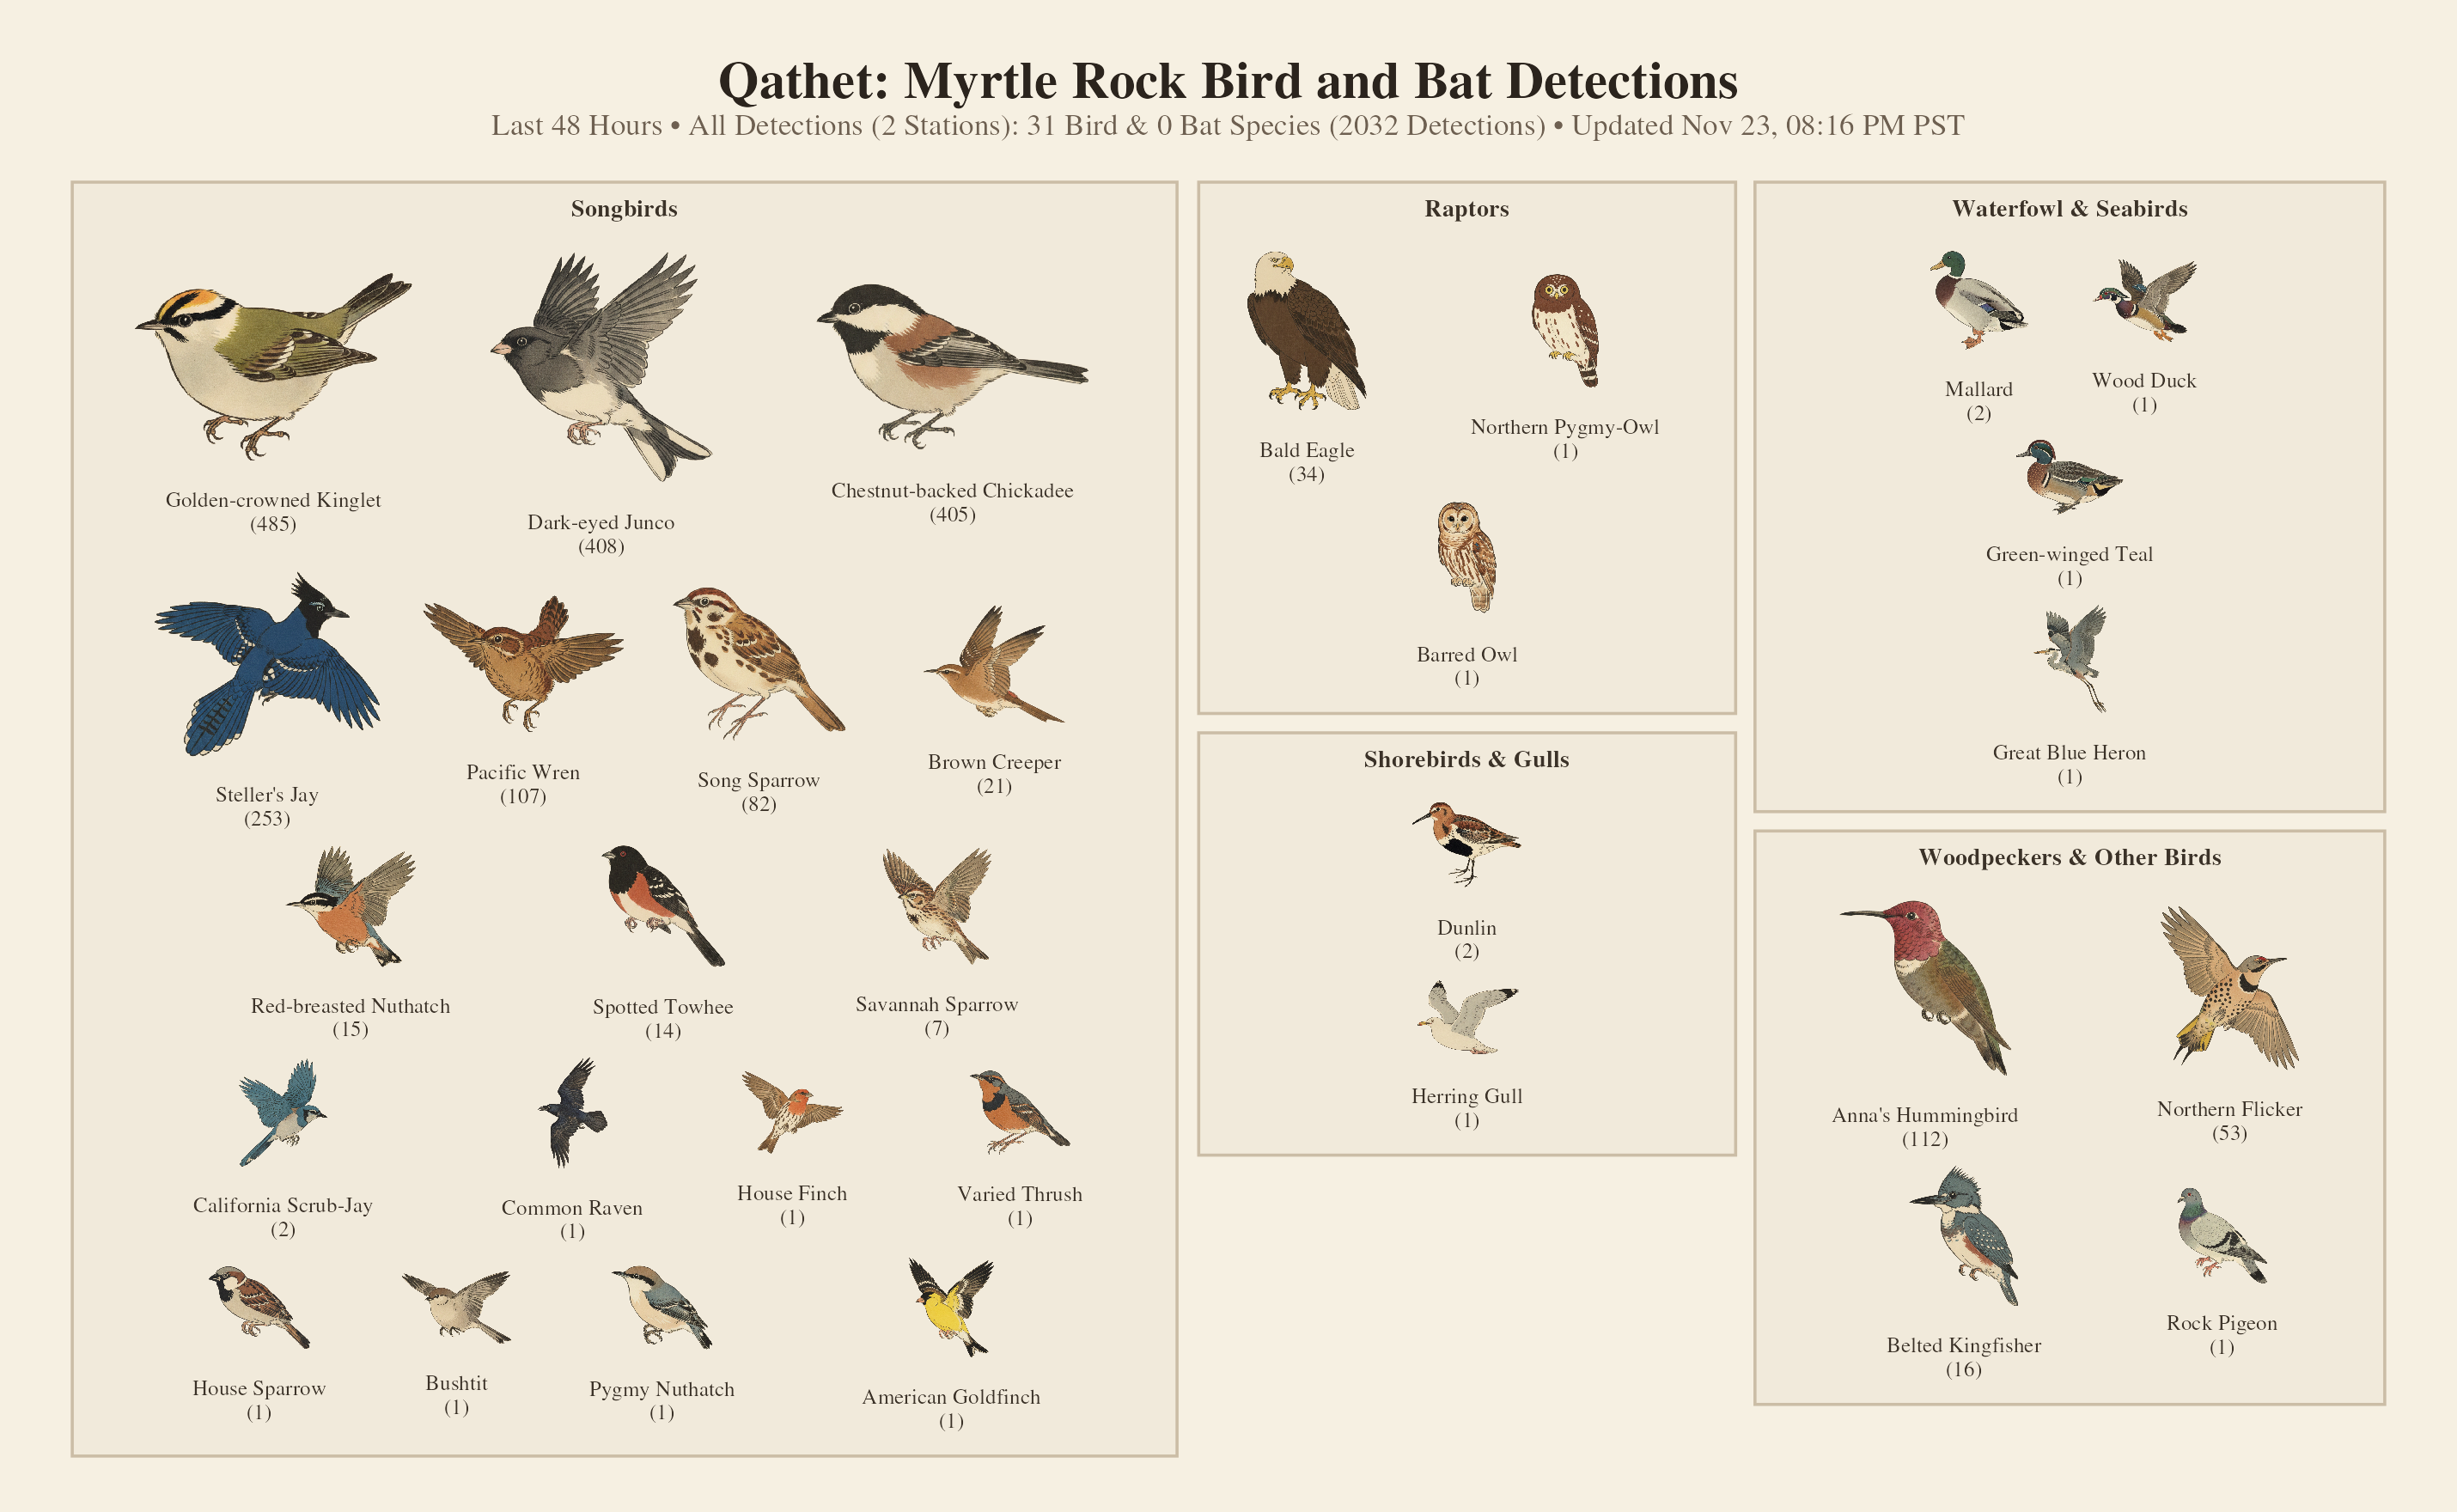 Qathet: Myrtle Rock Bird and Bat Detections
Last 48 Hours • All Detections (2 Stations): 31 Bird & 0 Bat Species (2032 Detections) • Updated Nov 23, 08:16 PM PST
Songbirds
Golden-crowned Kinglet
(485)
Dark-eyed Junco
(408)
Chestnut-backed Chickadee
(405)
Steller's Jay
(253)
Pacific Wren
(107)
Song Sparrow
(82)
Brown Creeper
(21)
Red-breasted Nuthatch
(15)
Spotted Towhee
(14)
Savannah Sparrow
(7)
California Scrub-Jay
(2)
Common Raven
(1)
House Finch
(1)
Varied Thrush
(1)
House Sparrow
(1)
Bushtit
(1)
Pygmy Nuthatch
(1)
American Goldfinch
(1)
Raptors
Bald Eagle
(34)
Northern Pygmy-Owl
(1)
Barred Owl
(1)
Shorebirds & Gulls
Dunlin
(2)
Herring Gull
(1)
Waterfowl & Seabirds
Mallard
(2)
Wood Duck
(1)
Green-winged Teal
(1)
Great Blue Heron
(1)
Woodpeckers & Other Birds
Anna's Hummingbird
(112)
Northern Flicker
(53)
Belted Kingfisher
(16)
Rock Pigeon
(1)